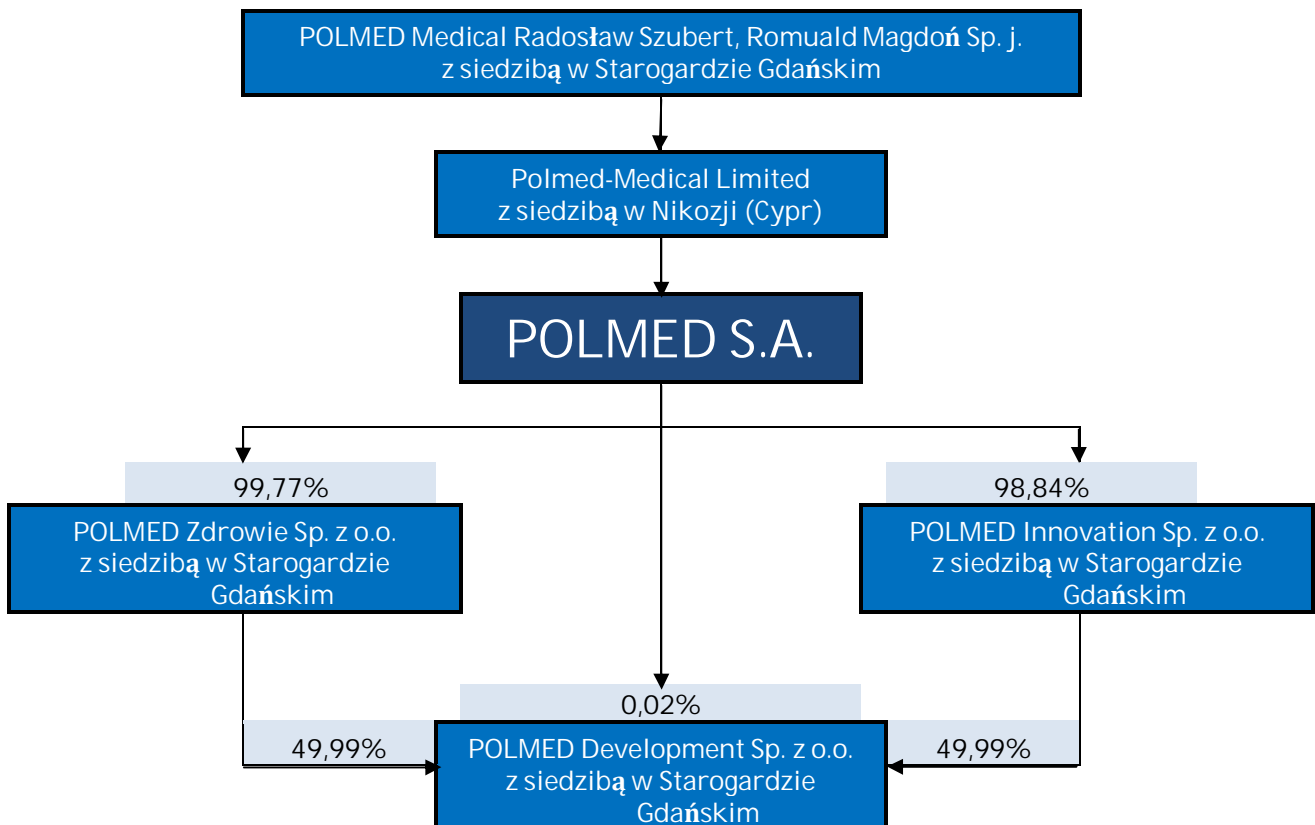 POLMED Medical Radosław Szubert, Romuald Magdoń Sp. j.
z siedzibą w Starogardzie Gdańskim
Polmed-Medical Limited
z siedzibą w Nikozji (Cypr)
POLMED S.A.
99,77%
98,84%
POLMED Zdrowie Sp. z o.o.
z siedzibą w Starogardzie
Gdańskim
POLMED Innovation Sp. z o.o.
z siedzibą w Starogardzie
Gdańskim
0,02%
49,99%
POLMED Development Sp. z o.o.
z siedzibą w Starogardzie
Gdańskim
49,99%